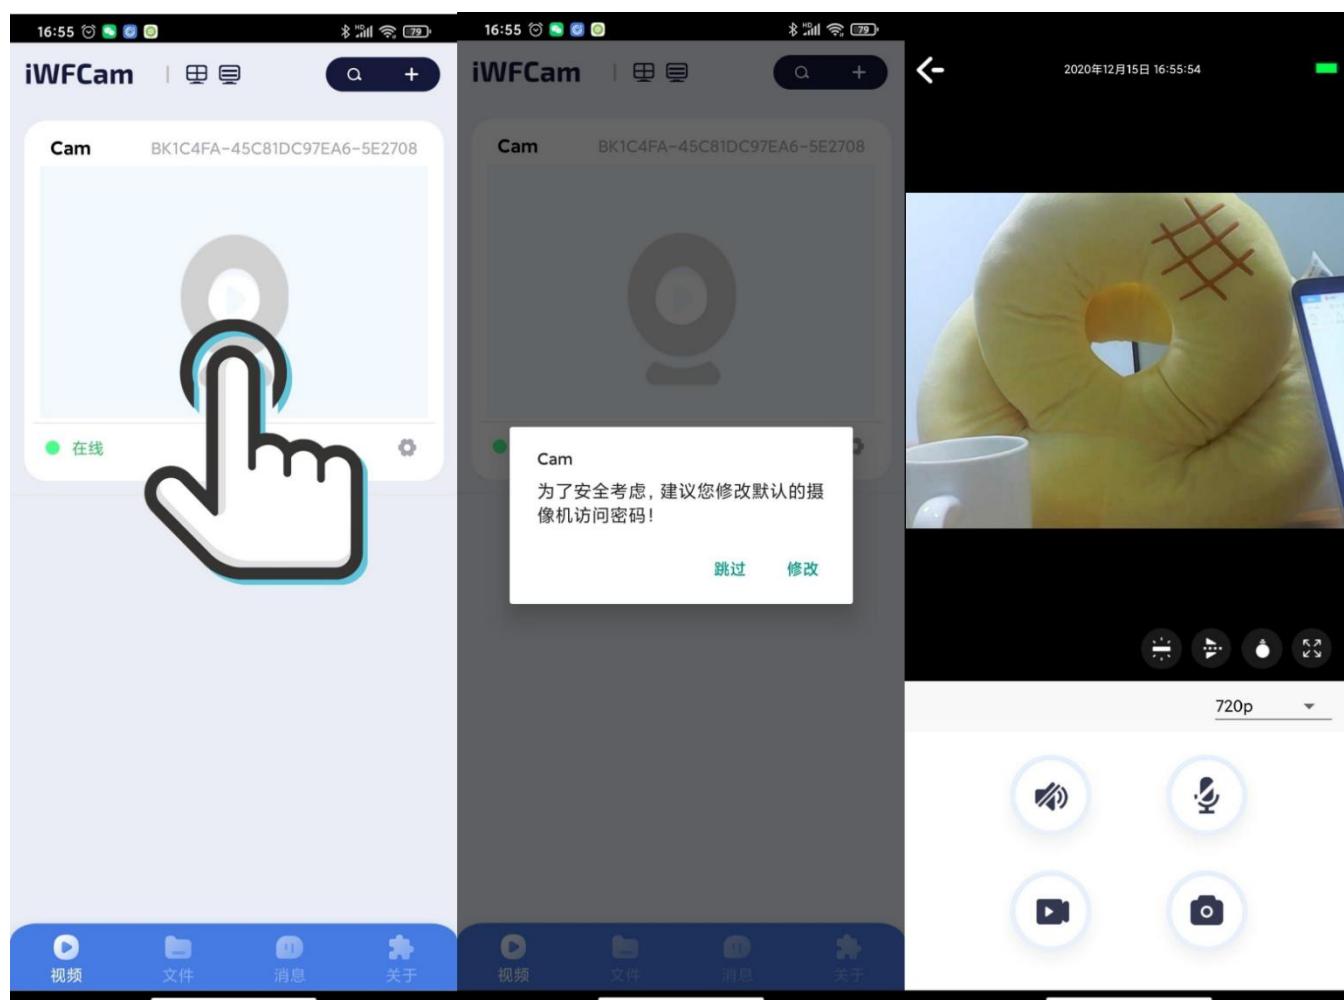 16:55
79
iWFCam
Cam
BK1C4FA-45C81DC97EA6-5E2708
在线
视频
文件
消息
关于
16:55
79
iWFCam
Cam
BK1C4FA-45C81DC97EA6-5E2708
Cam
为了安全考虑，建议您修改默认的摄
像机访问密码！
跳过
修改
视频
文件
消息
关于
2020年12月15日 16:55:54
720p